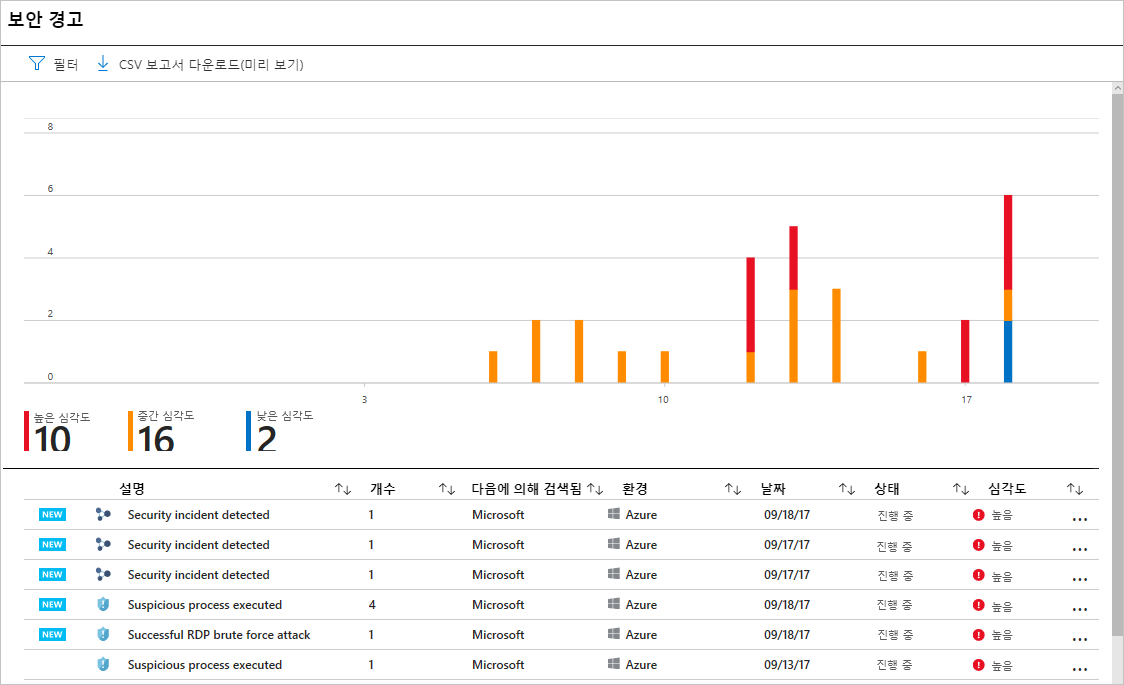 보안 경고
필터 CSV 보고서 다운로드(미리 보기)
8
6
4
2
0
3 10 17
높은 심각도 중간 심각도 낮은 심각도
10 16 2
설명 개수 다음에 의해 검색됨 환경 날짜 상태 심각도
NEW Security incident detected 1 Microsoft Azure 09/18/17 진행 중 높음 ...
NEW Security incident detected 1 Microsoft Azure 09/17/17 진행 중 높음 ...
NEW Security incident detected 1 Microsoft Azure 09/17/17 진행 중 높음 ...
NEW Suspicious process executed 4 Microsoft Azure 09/18/17 진행 중 높음 ...
NEW Successful RDP brute force attack 1 Microsoft Azure 09/18/17 진행 중 높음 ...
Suspicious process executed 1 Microsoft Azure 09/13/17 진행 중 높음 ...